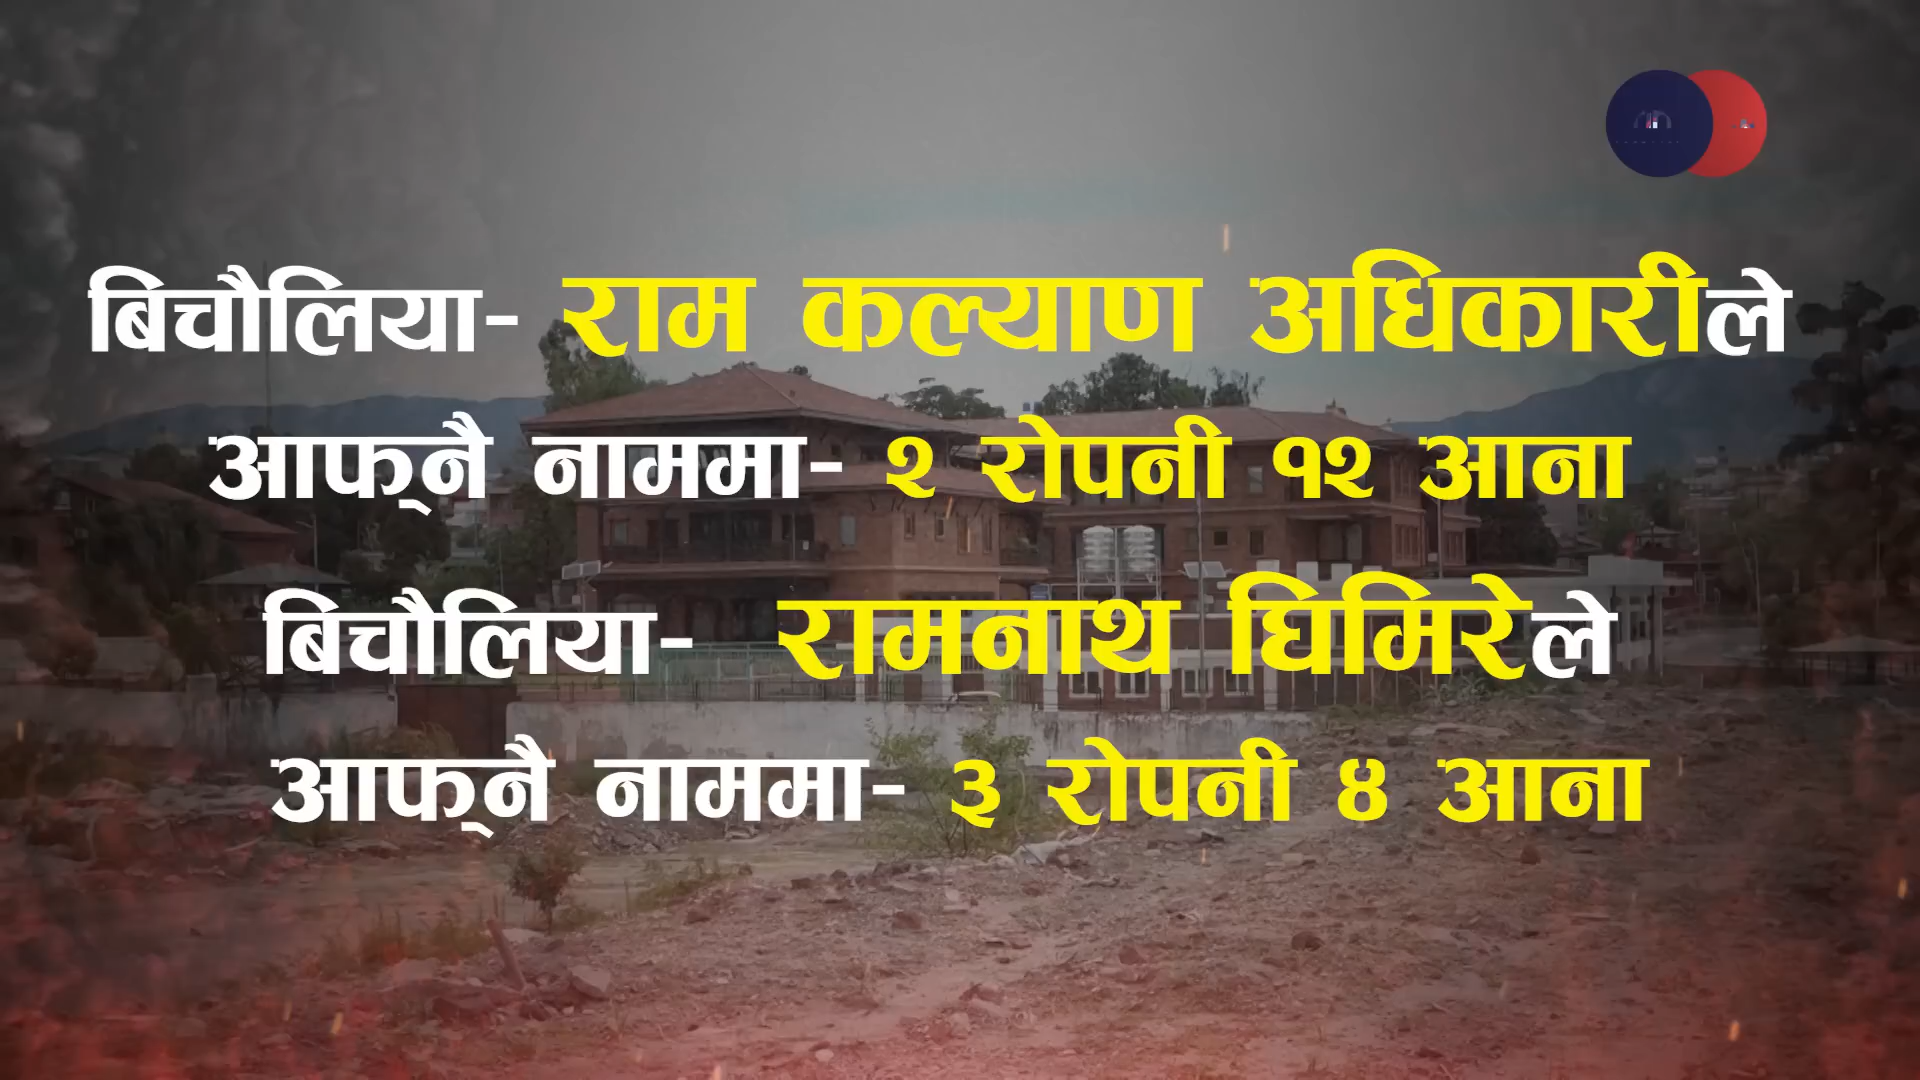 बिचौलिया- राम कल्याण अधिकारीले
आफ्नै नाममा- २ रोपनी १२ आना
बिचौलिया- रामनाथ घिमिरेले
आफ्नै नाममा- ३ रोपनी ४ आना